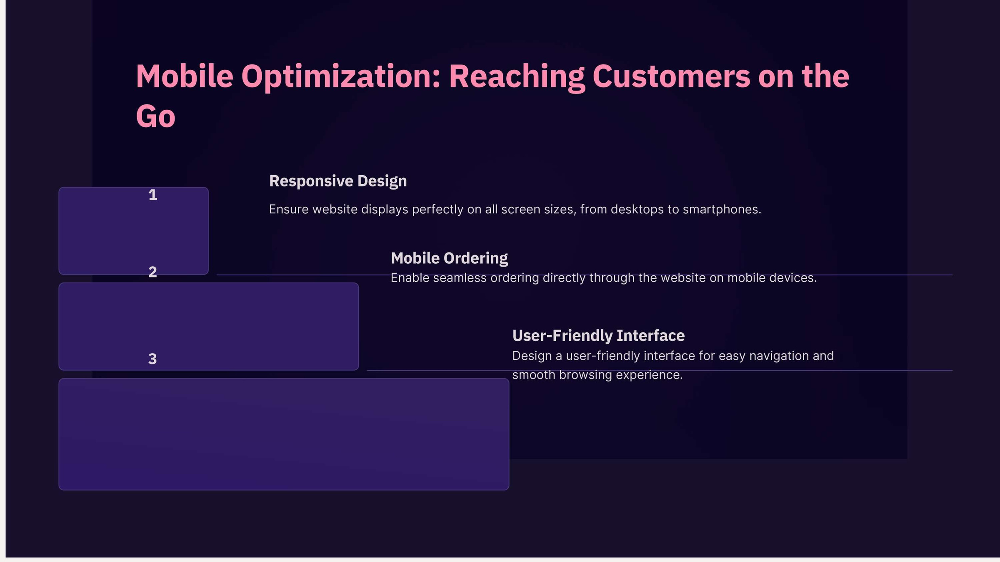 Mobile Optimization: Reaching Customers on the
Go
1
Responsive Design
Ensure website displays perfectly on all screen sizes, from desktops to smartphones.
2
Mobile Ordering
Enable seamless ordering directly through the website on mobile devices.
3
User-Friendly Interface
Design a user-friendly interface for easy navigation and
smooth browsing experience.